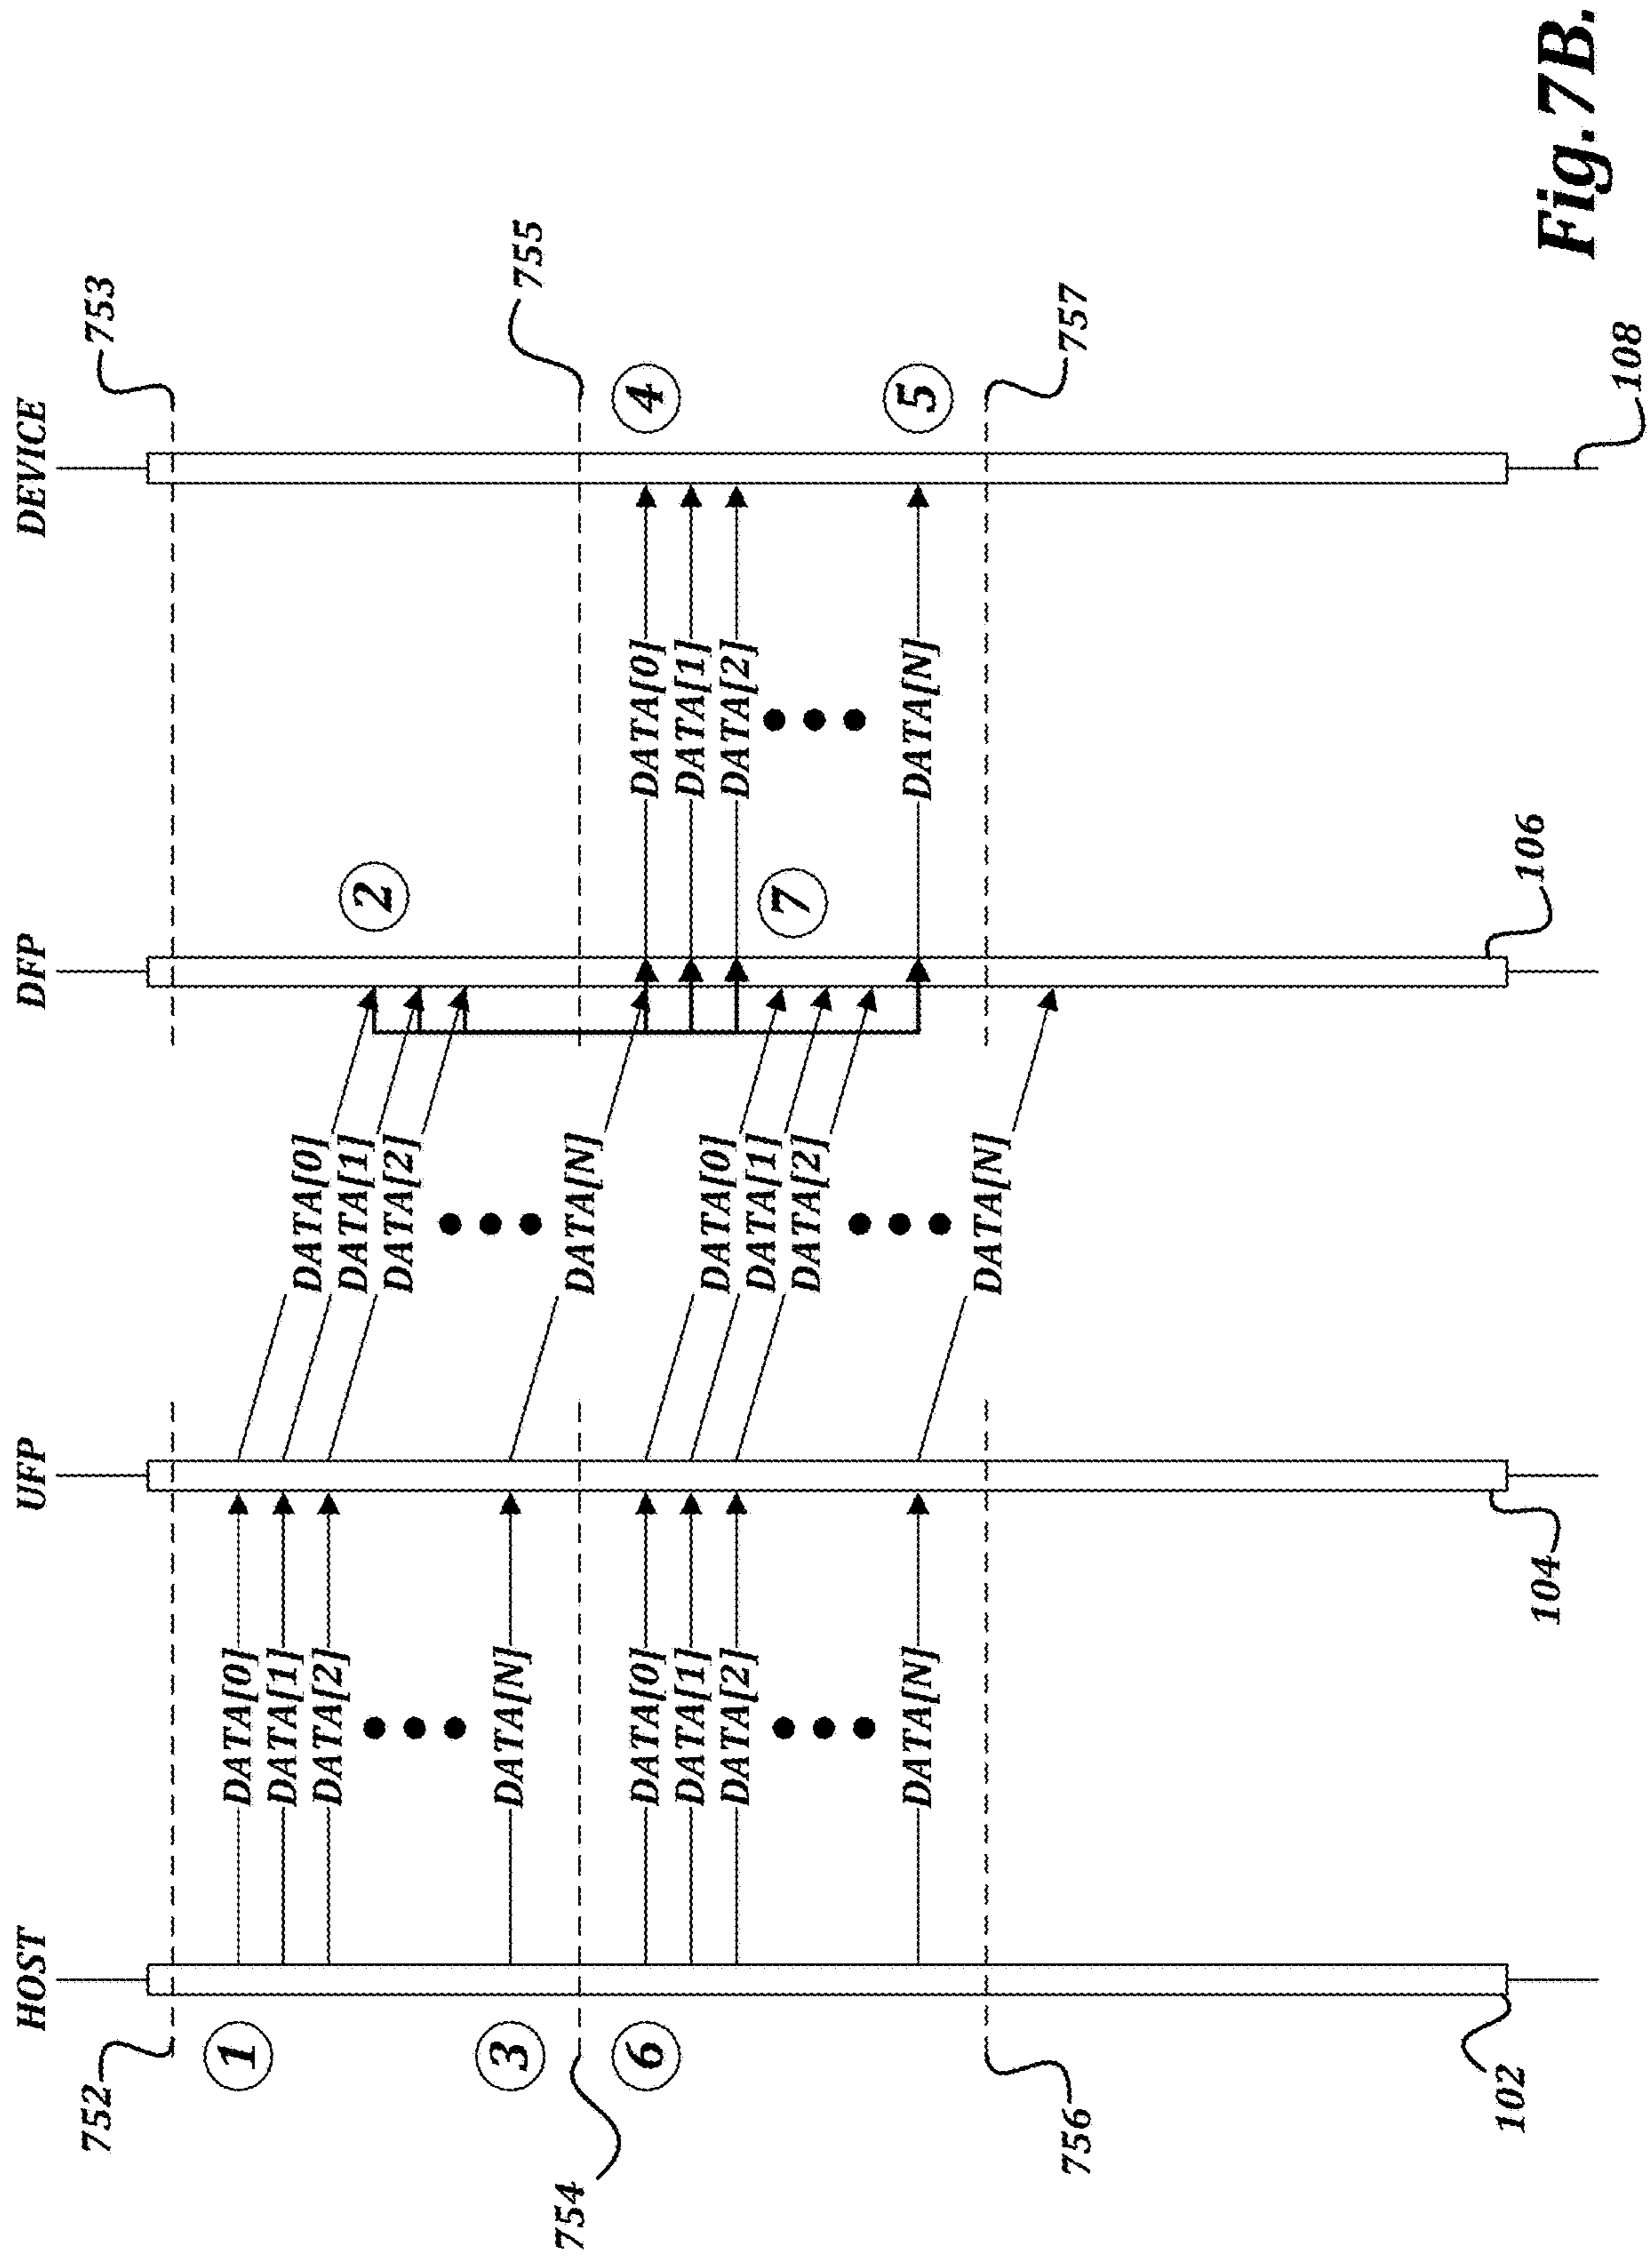 HOST
UFP
DFP
DEVICE
752
753
1
DATA[0]
DATA[1]
DATA[2]
DATA[N]
3
DATA[0]
DATA[1]
DATA[2]
DATA[N]
2
754
755
6
DATA[0]
DATA[1]
DATA[2]
DATA[N]
DATA[0]
DATA[1]
DATA[2]
DATA[N]
7
DATA[0]
DATA[1]
DATA[2]
DATA[N]
4
5
756
757
102
104
106
108
Fig.7B.